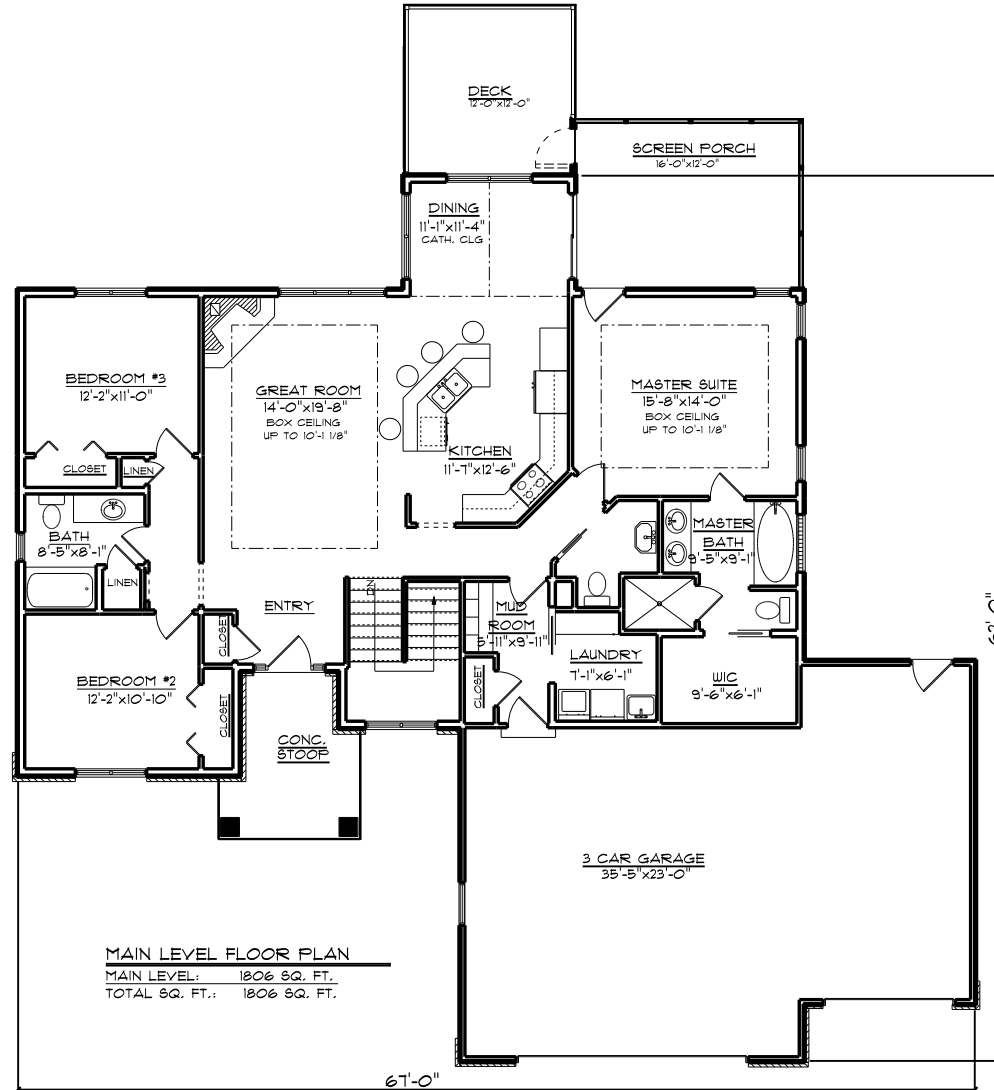 DECK
12'-0"x12'-0"
SCREEN PORCH
16'-0"x12'-0"
DINING
11'-1"x11'-4"
CATH. CLG
BEDROOM #3
12'-2"x11'-0"
GREAT ROOM
14'-0"x19'-8"
BOX CEILING
UP TO 10'-1 1/8"
MASTER SUITE
15'-8"x14'-0"
BOX CEILING
UP TO 10'-1 1/8"
KITCHEN
11'-7"x12'-6"
CLOSET
LINEN
BATH
8'-5"x8'-1"
LINEN
MASTER
BATH
9'-5"x9'-1"
DN
ENTRY
MUD
ROOM
5'-11"x9'-11"
CLOSET
LAUNDRY
7'-1"x6'-1"
WIC
9'-6"x6'-1"
CLOSET
BEDROOM #2
12'-2"x10'-10"
CLOSET
CONC.
STOOP
3 CAR GARAGE
35'-5"x23'-0"
MAIN LEVEL FLOOR PLAN
MAIN LEVEL: 1806 SQ. FT.
TOTAL SQ. FT.: 1806 SQ. FT.
67'-0"